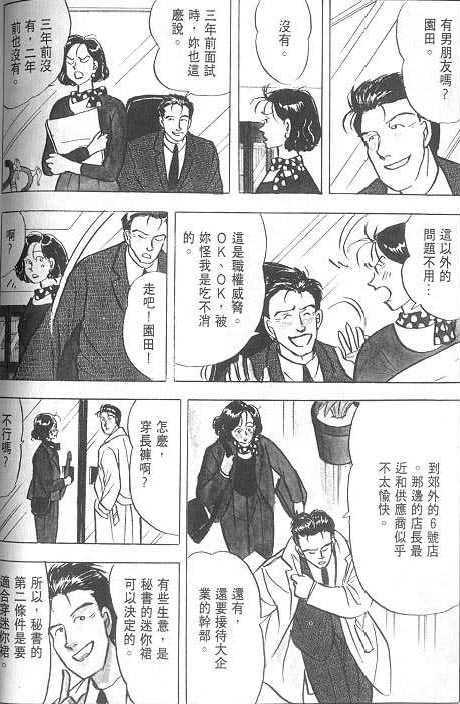 有男朋友嗎?
園田。
沒有。
三年前面試
時，妳也這
麼說。
三年前沒
有，二年
前也沒有。
這以外的
問題不用…
這是職權威脅
。OK、OK，被
妳怪我是吃不消
的。
走吧！園田！
啊？
到郊外的6號店
。那邊的店長最
近和供應商似乎
不太愉快。
還有，
還要接待大企
業的幹部。
怎麼，
穿長褲啊？
不行嗎？
有些生意，是
秘書的迷你裙
可以決定的。
所以，秘書的
第二條件是要
適合穿迷你裙。